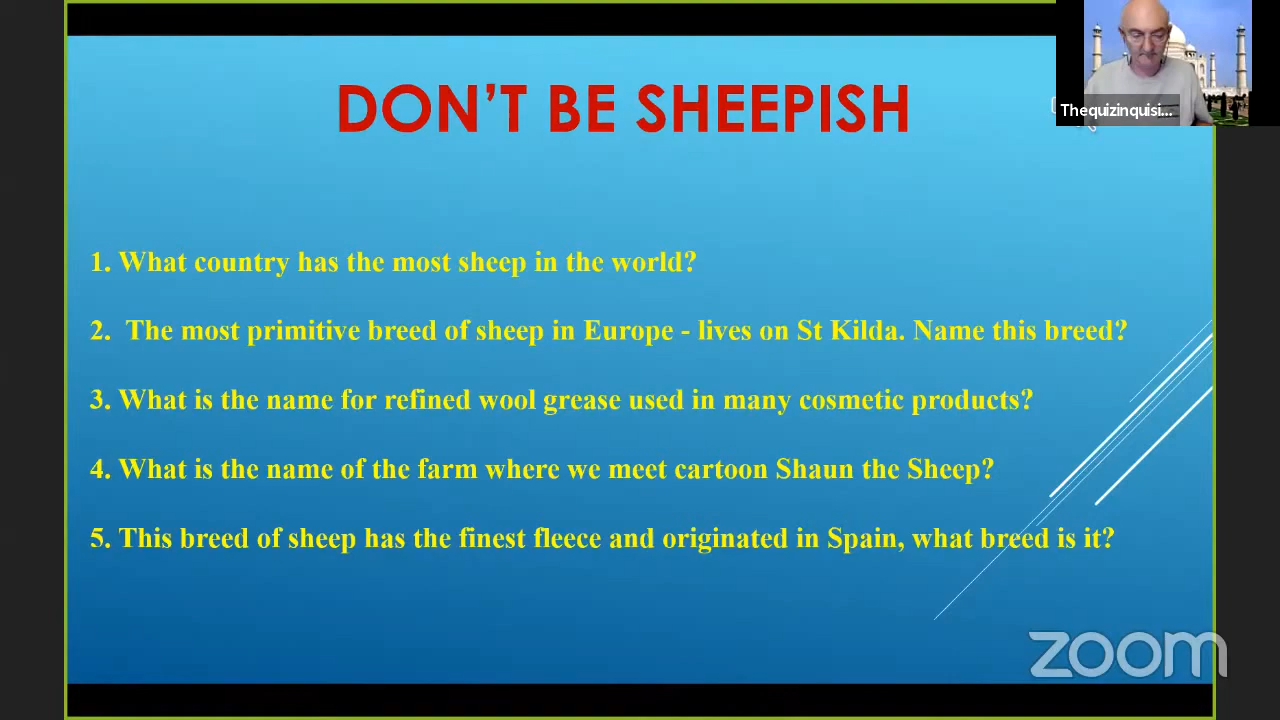 DON'T BE SHEEPISH
Thequizinquisi...
1. What country has the most sheep in the world?
2. The most primitive breed of sheep in Europe - lives on St Kilda. Name this breed?
3. What is the name for refined wool grease used in many cosmetic products?
4. What is the name of the farm where we meet cartoon Shaun the Sheep?
5. This breed of sheep has the finest fleece and originated in Spain, what breed is it?
zoom